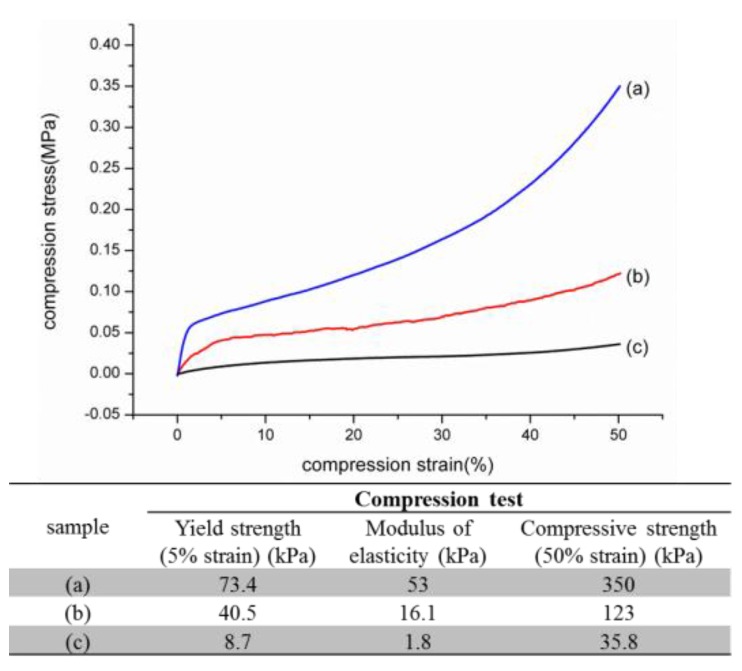 compression stress(MPa)
0.40
0.35
0.30
0.25
0.20
0.15
0.10
0.05
0.00
-0.05
(a)
(b)
(c)
0 10 20 30 40 50
compression strain(%)
Compression test
sample Yield strength Modulus of Compressive strength
(5% strain) (kPa) elasticity (kPa) (50% strain) (kPa)
(a) 73.4 53 350
(b) 40.5 16.1 123
(c) 8.7 1.8 35.8